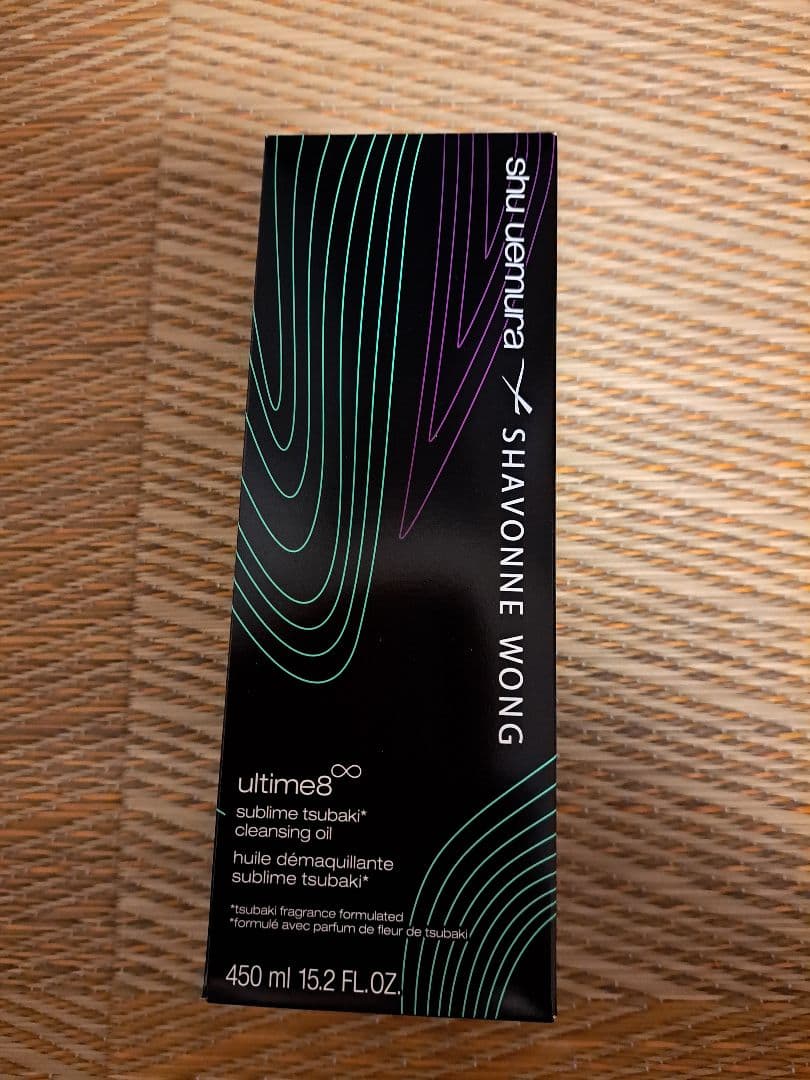 shu uemura X SHAVONNE WONG
ultime8∞
sublime tsubaki*
cleansing oil
huile démaquillante
sublime tsubaki*
*tsubaki fragrance formulated
*formulé avec parfum de fleur de tsubaki
450 ml 15.2 FL.OZ.